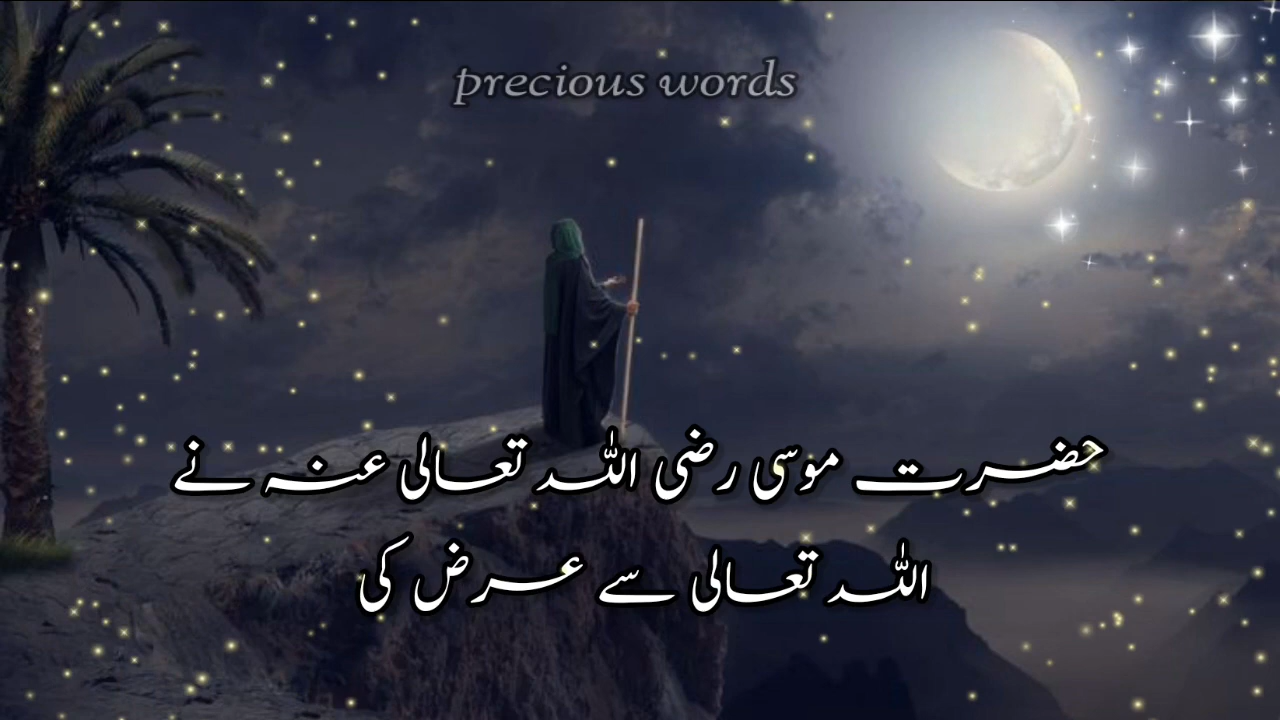 precious words
حضرت موسی رضی اللہ تعالی عنہ نے
اللہ تعالی سے عرض کی